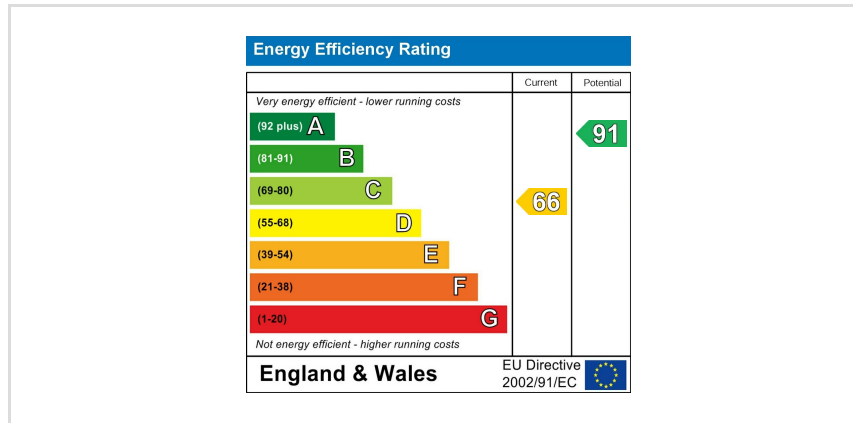 Energy Efficiency Rating
Current Potential
Very energy efficient - lower running costs
(92 plus) A
91
(81-91) B
(69-80) C
66
(55-68) D
(39-54) E
(21-38) F
(1-20) G
Not energy efficient - higher running costs
England & Wales
EU Directive
2002/91/EC